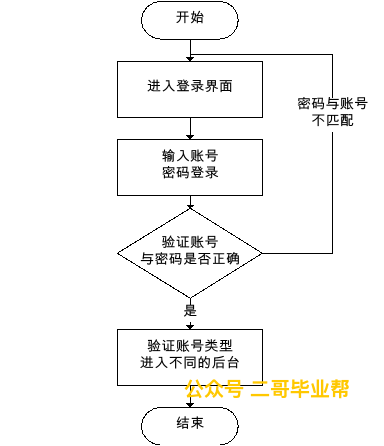 开始
进入登录界面
密码与账号
不匹配
输入账号
密码登录
验证账号
与密码是否正确
是
验证账号类型
进入不同的后台
公众号 二哥毕业帮
结束